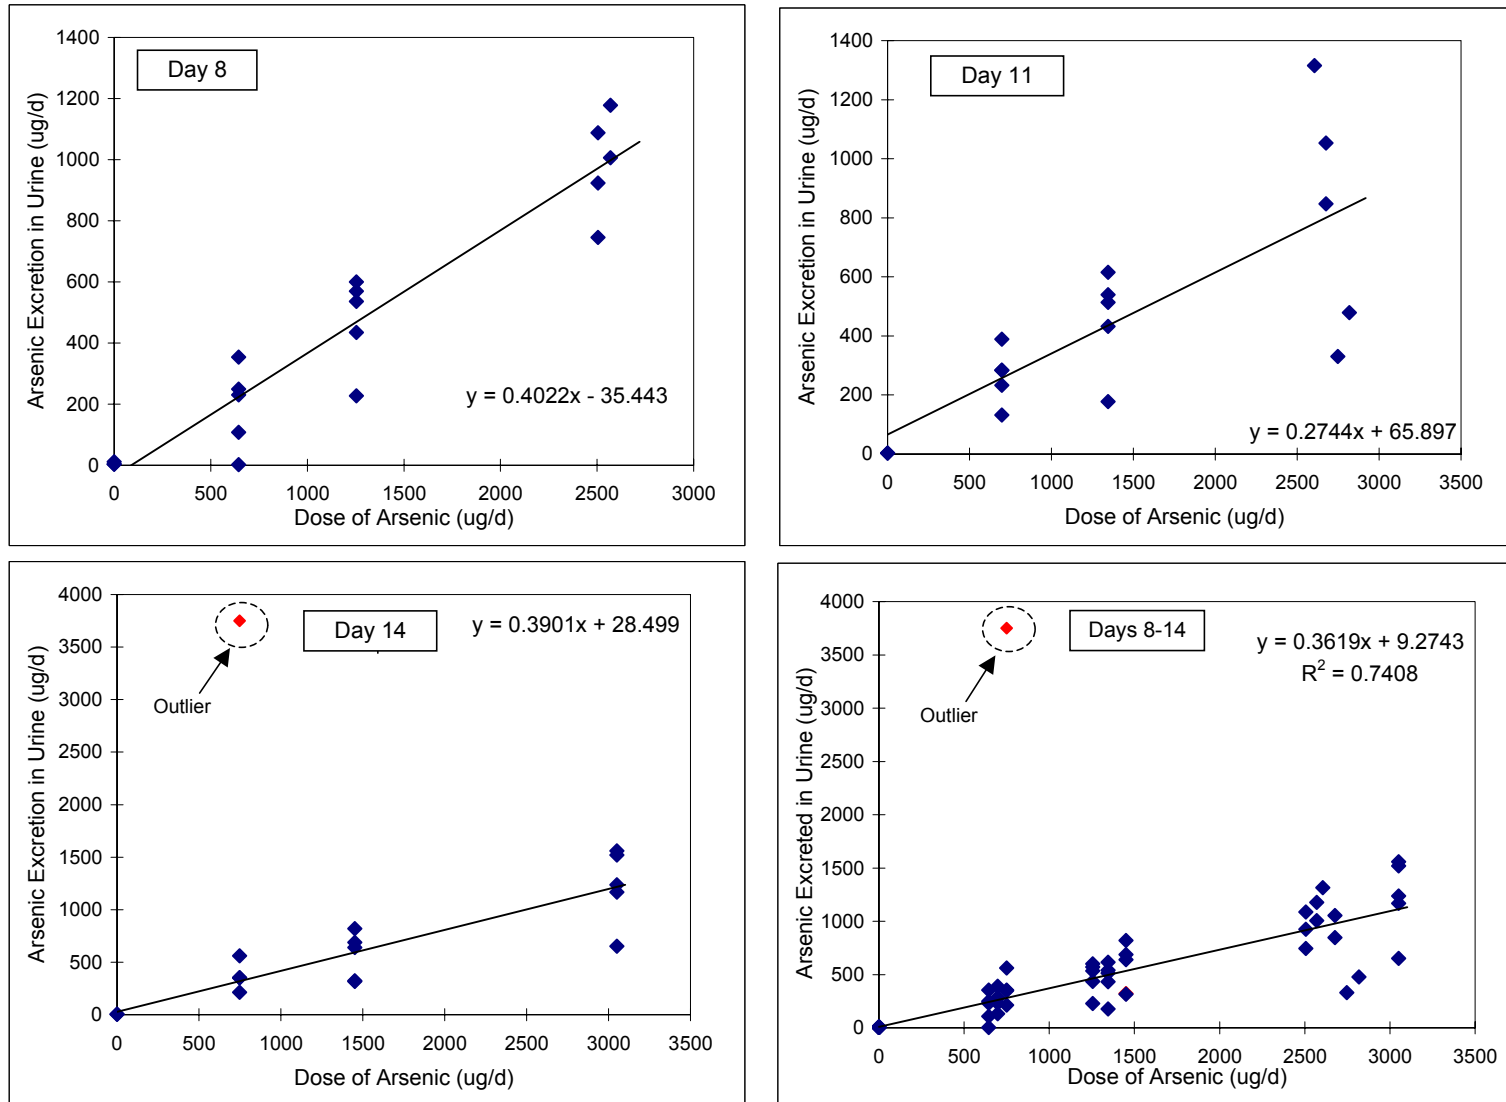 Day 8
Arsenic Excretion in Urine (ug/d)
1400
1200
1000
800
600
400
200
0
y = 0.4022x - 35.443
0 500 1000 1500 2000 2500 3000
Dose of Arsenic (ug/d)
Day 11
Arsenic Excretion in Urine (ug/d)
1400
1200
1000
800
600
400
200
0
y = 0.2744x + 65.897
0 500 1000 1500 2000 2500 3000 3500
Dose of Arsenic (ug/d)
Day 14
y = 0.3901x + 28.499
Outlier
Arsenic Excretion in Urine (ug/d)
4000
3500
3000
2500
2000
1500
1000
500
0
0 500 1000 1500 2000 2500 3000 3500
Dose of Arsenic (ug/d)
Days 8-14
y = 0.3619x + 9.2743
R² = 0.7408
Outlier
Arsenic Excreted in Urine (ug/d)
4000
3500
3000
2500
2000
1500
1000
500
0
0 500 1000 1500 2000 2500 3000 3500
Dose of Arsenic (ug/d)